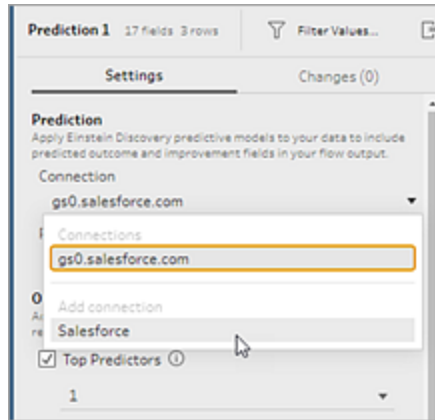 Prediction 1 17 fields 3 rows Filter Values...
Settings Changes (0)
Prediction
Apply Einstein Discovery predictive models to your data to include
predicted outcome and improvement fields in your flow output.
Connection
gs0.salesforce.com
Connections
gs0.salesforce.com
Add connection
Salesforce
Top Predictors
1